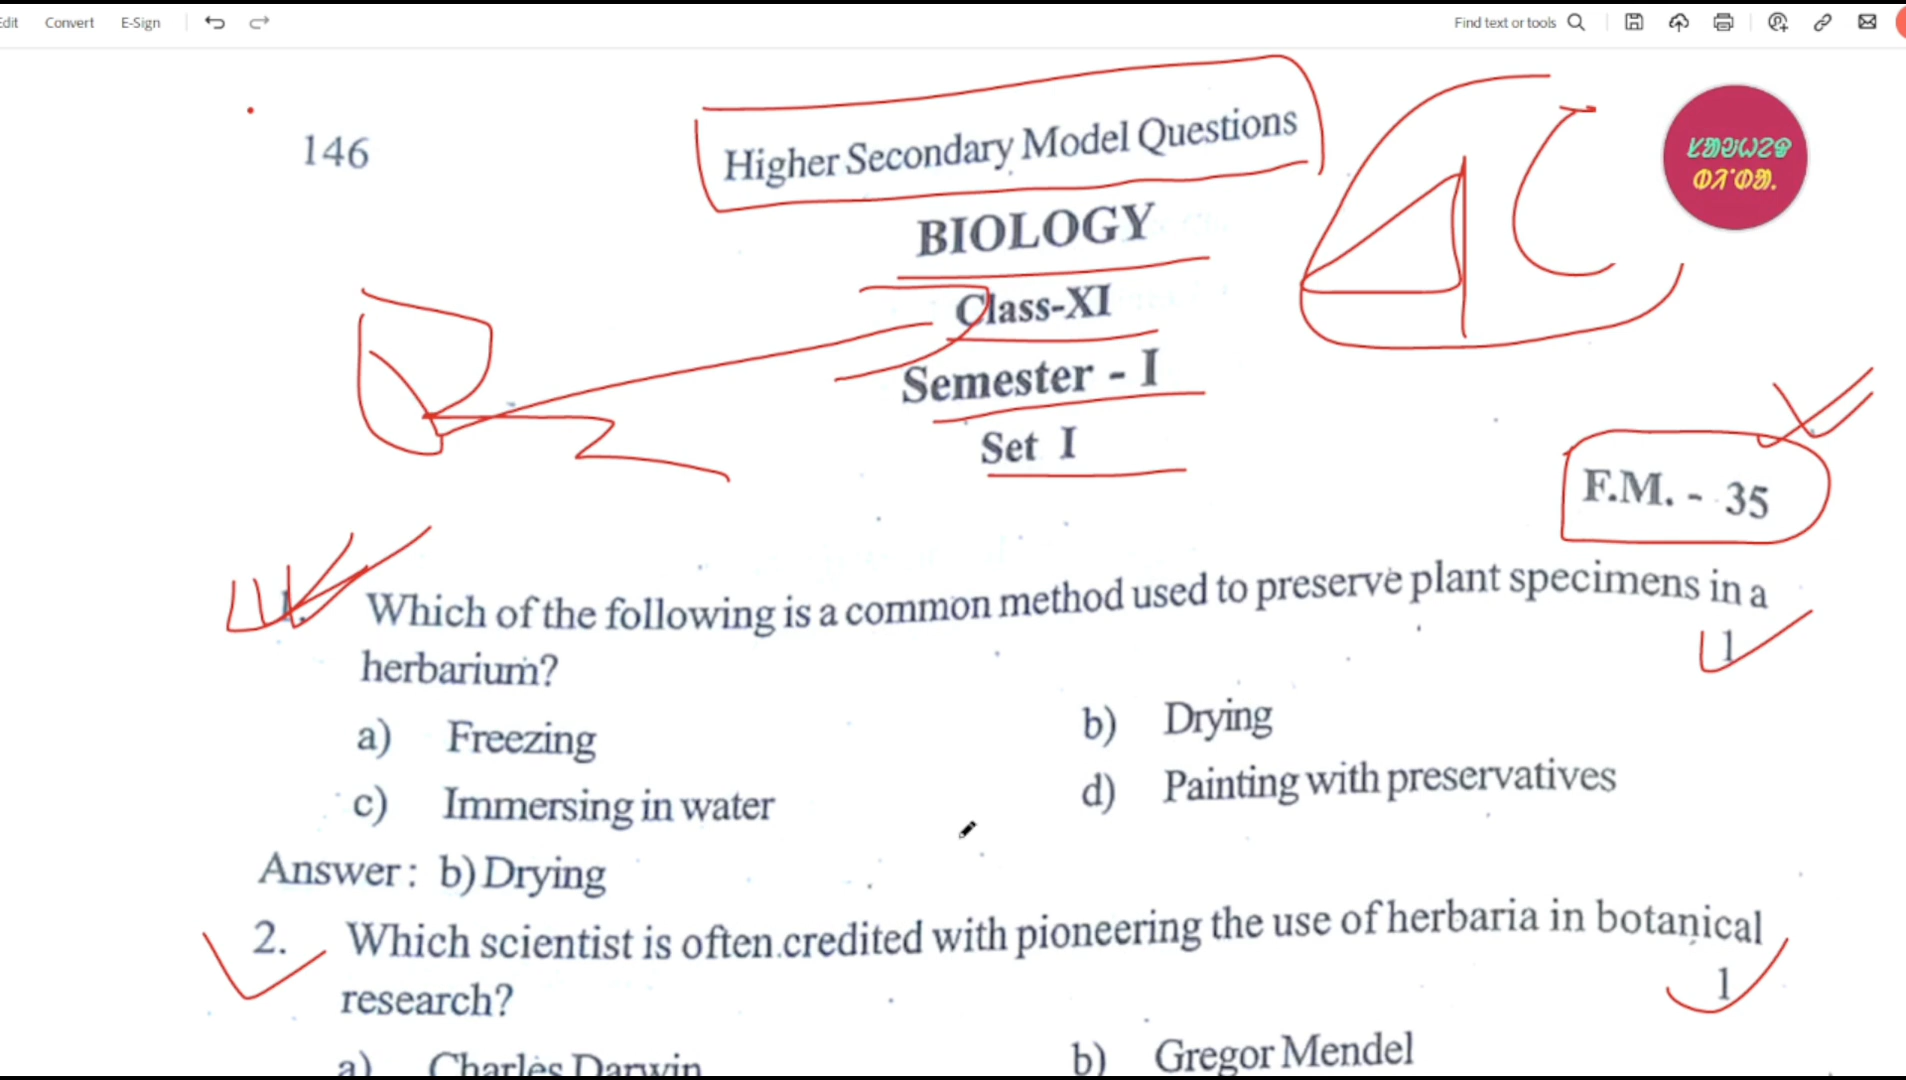 Edit Convert E-Sign Find text or tools
146
Higher Secondary Model Questions
BIOLOGY
Class-XI
Semester - I
Set I
F.M. - 35
1. Which of the following is a common method used to preserve plant specimens in a
herbarium? 1
a) Freezing b) Drying
c) Immersing in water d) Painting with preservatives
Answer: b) Drying
2. Which scientist is often credited with pioneering the use of herbaria in botanical
research? 1
a) Charles Darwin b) Gregor Mendel